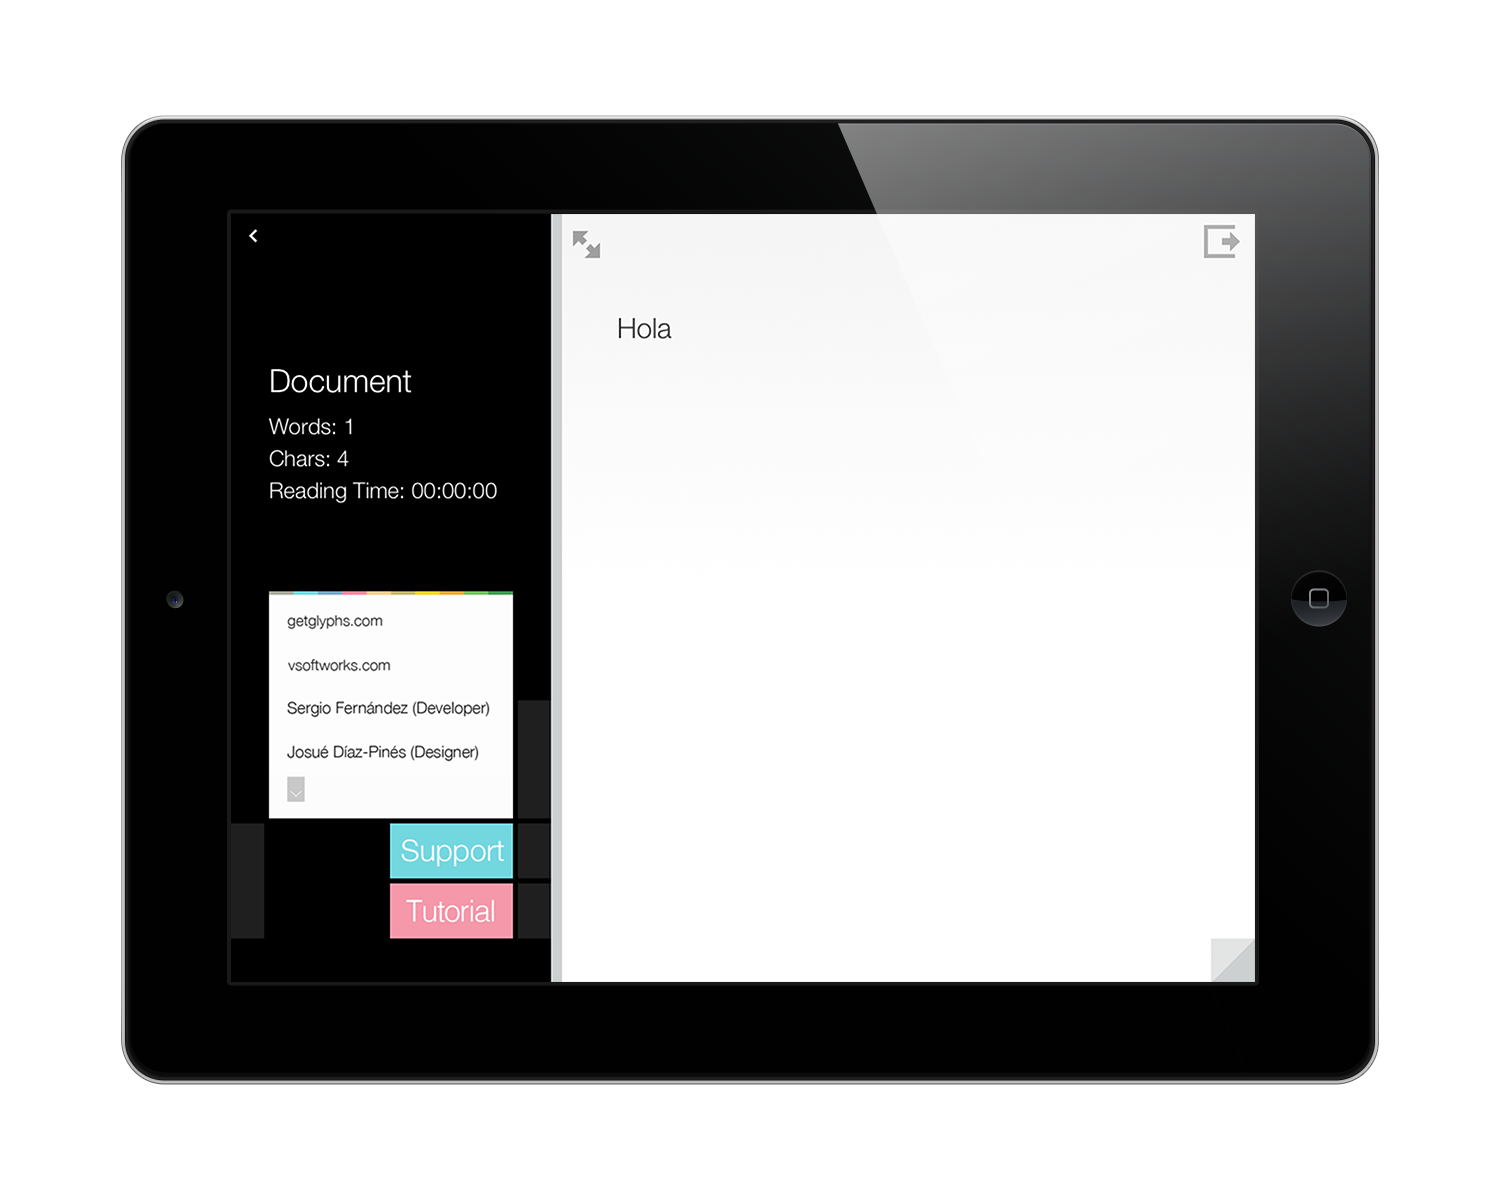 Document
Words: 1
Chars: 4
Reading Time: 00:00:00
getglyphs.com
vsoftworks.com
Sergio Fernández (Developer)
Josué Díaz-Pinés (Designer)
Support
Tutorial
Hola